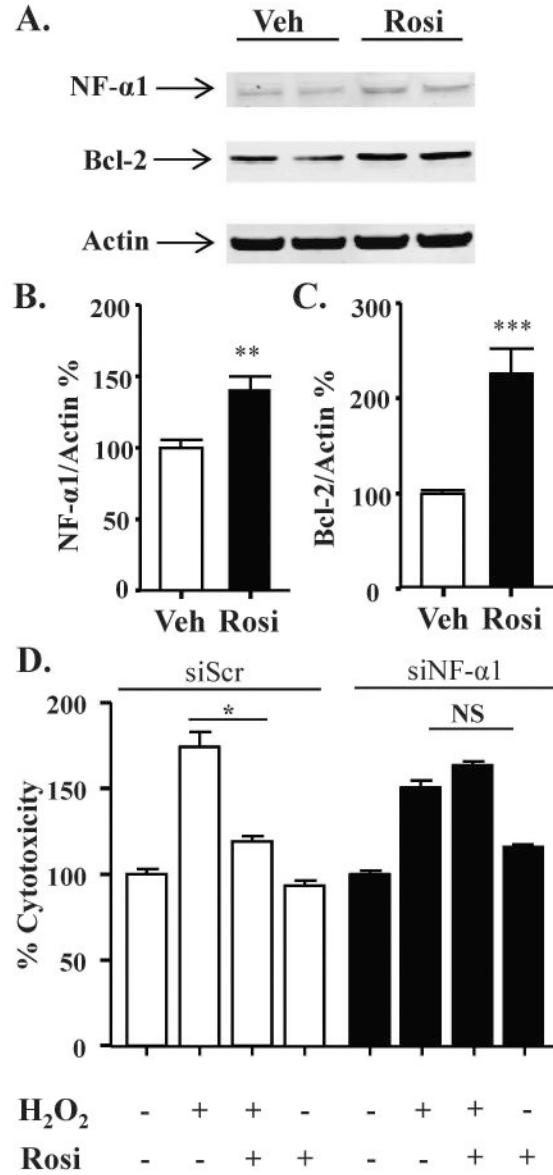 A.
Veh Rosi
NF-α1
Bcl-2
Actin
B.
200
150
100
50
0
NF-α1/Actin %
**
Veh Rosi
C.
300
200
100
0
Bcl-2/Actin %
***
Veh Rosi
D.
siScr siNF-α1
200
150
100
50
0
% Cytotoxicity
*
NS
H₂O₂ - + + - - + + -
Rosi - - + + - - + +